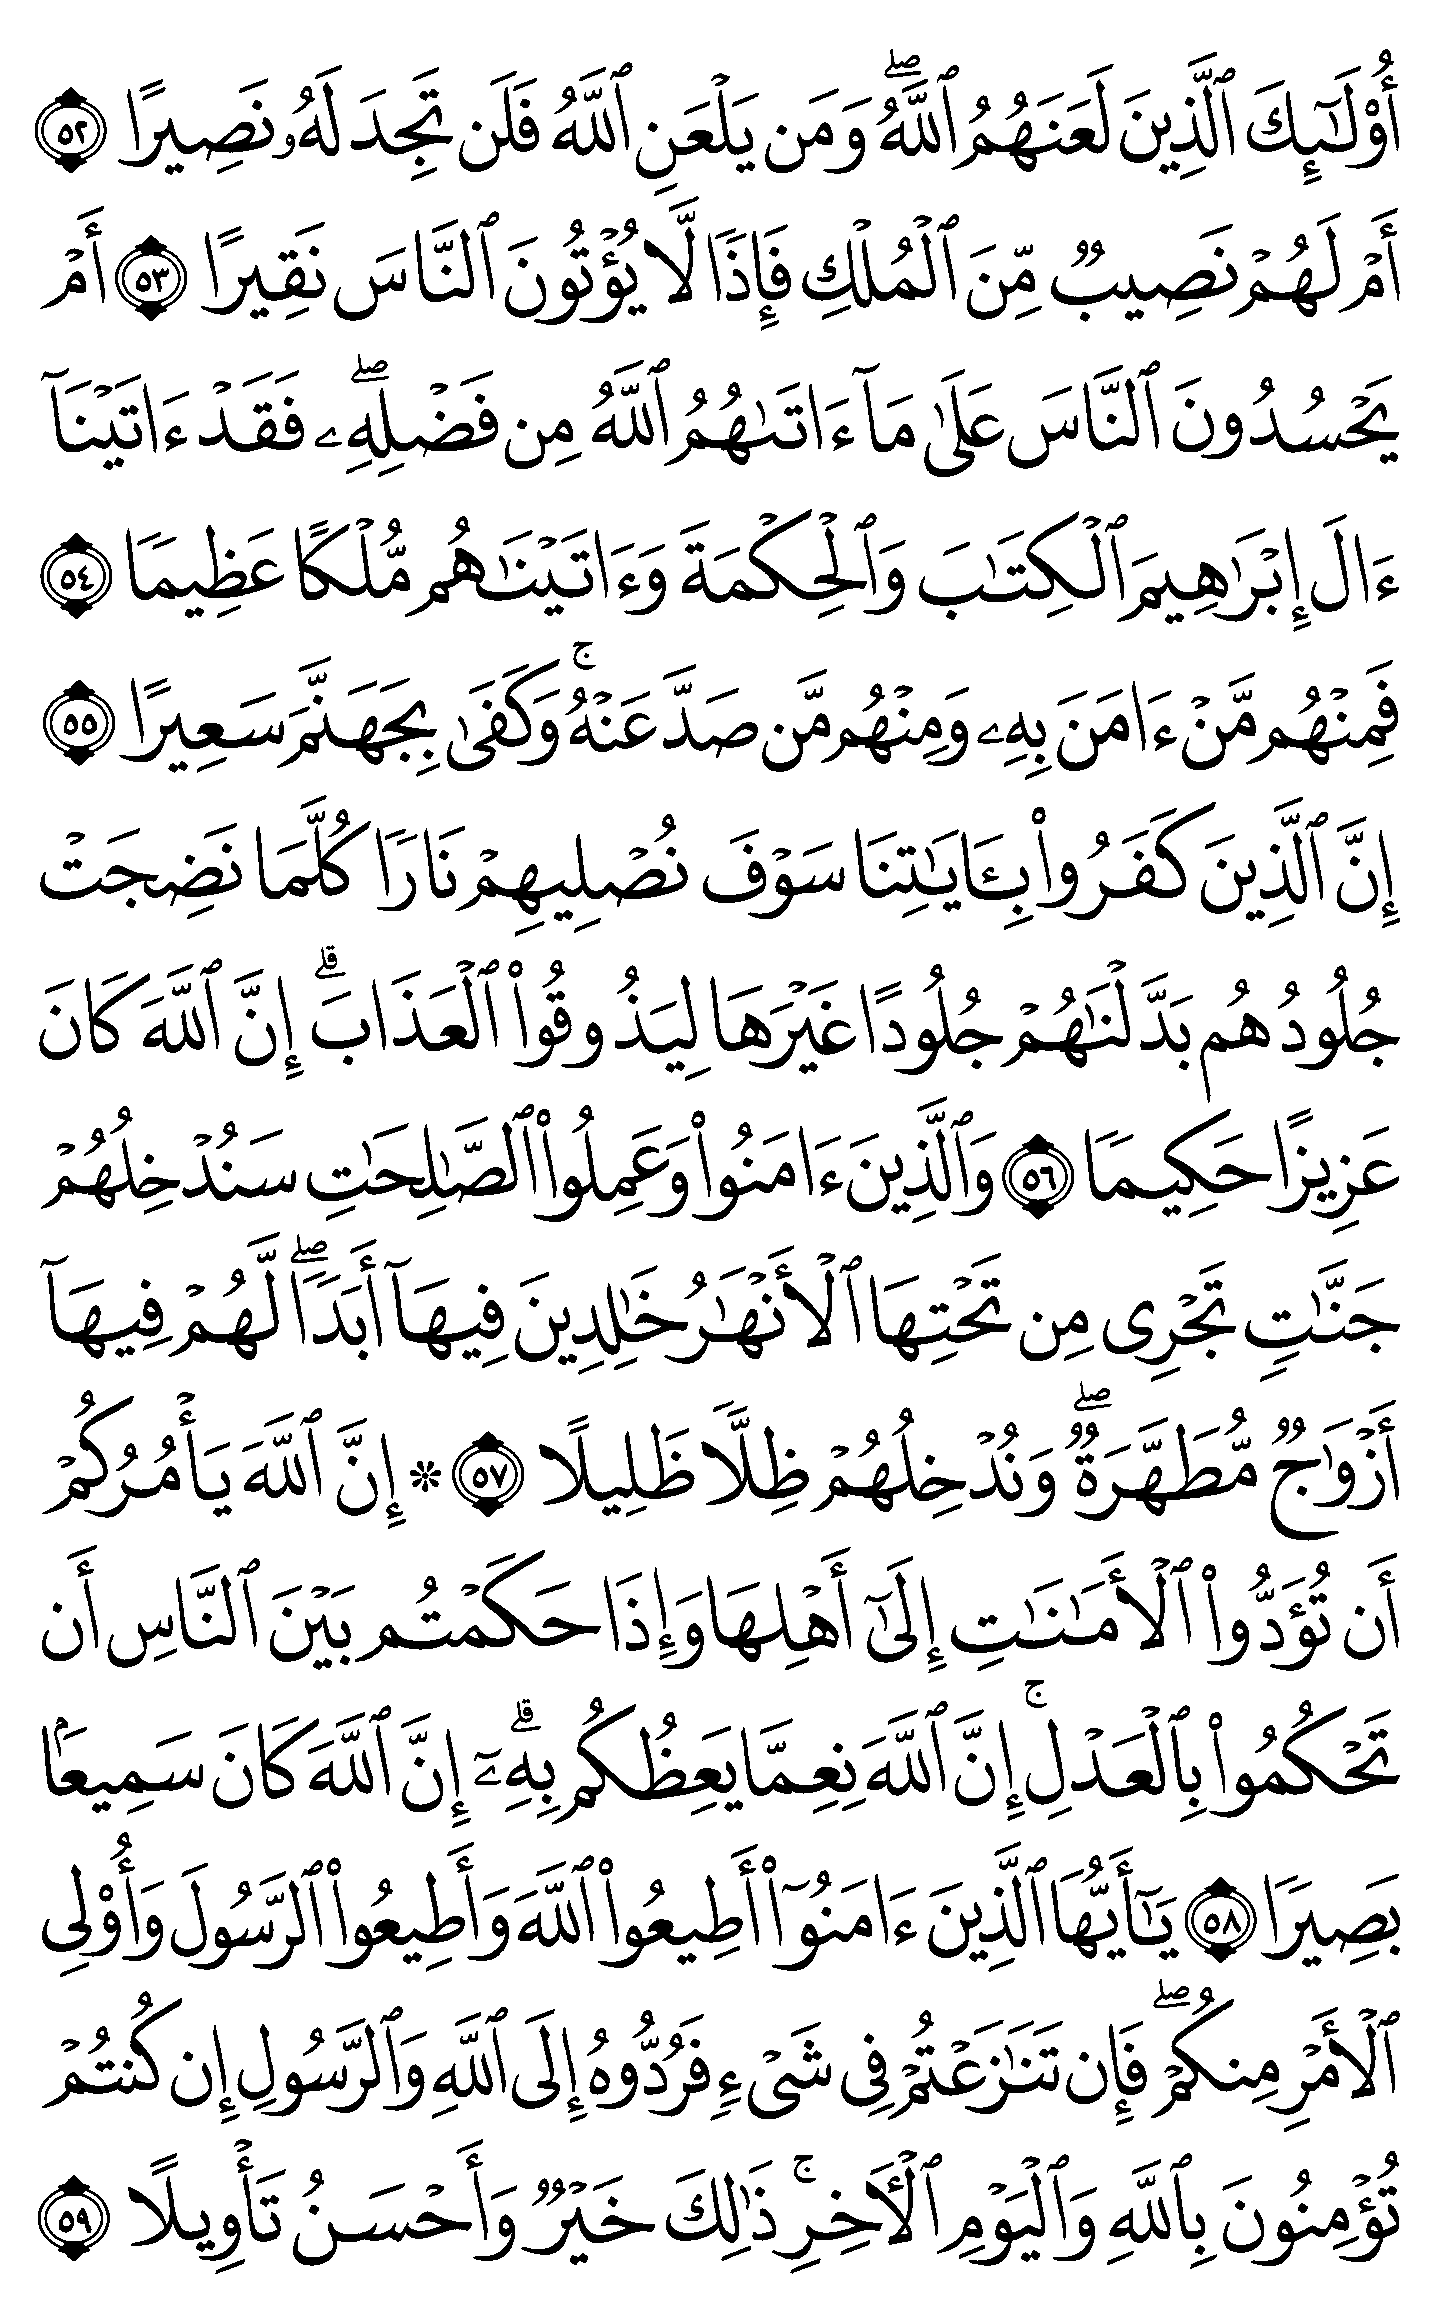 أُو۟لَـٰٓئِكَ ٱلَّذِينَ لَعَنَهُمُ ٱللَّهُۖ وَمَن يَلْعَنِ ٱللَّهُ فَلَن تَجِدَ لَهُۥ نَصِيرًا ٥٢
أَمْ لَهُمْ نَصِيبٌ مِّنَ ٱلْمُلْكِ فَإِذًا لَّا يُؤْتُونَ ٱلنَّاسَ نَقِيرًا ٥٣ أَمْ
يَحْسُدُونَ ٱلنَّاسَ عَلَىٰ مَآ ءَاتَىٰهُمُ ٱللَّهُ مِن فَضْلِهِۦۖ فَقَدْ ءَاتَيْنَآ
ءَالَ إِبْرَٰهِيمَ ٱلْكِتَـٰبَ وَٱلْحِكْمَةَ وَءَاتَيْنَـٰهُم مُّلْكًا عَظِيمًا ٥٤
فَمِنْهُم مَّنْ ءَامَنَ بِهِۦ وَمِنْهُم مَّن صَدَّ عَنْهُۚ وَكَفَىٰ بِجَهَنَّمَ سَعِيرًا ٥٥
إِنَّ ٱلَّذِينَ كَفَرُوا۟ بِـَٔايَـٰتِنَا سَوْفَ نُصْلِيهِمْ نَارًا كُلَّمَا نَضِجَتْ
جُلُودُهُم بَدَّلْنَـٰهُمْ جُلُودًا غَيْرَهَا لِيَذُوقُوا۟ ٱلْعَذَابَۗ إِنَّ ٱللَّهَ كَانَ
عَزِيزًا حَكِيمًا ٥٦ وَٱلَّذِينَ ءَامَنُوا۟ وَعَمِلُوا۟ ٱلصَّـٰلِحَـٰتِ سَنُدْخِلُهُمْ
جَنَّـٰتٍ تَجْرِى مِن تَحْتِهَا ٱلْأَنْهَـٰرُ خَـٰلِدِينَ فِيهَآ أَبَدًاۖ لَّهُمْ فِيهَآ
أَزْوَٰجٌ مُّطَهَّرَةٌۖ وَنُدْخِلُهُمْ ظِلًّا ظَلِيلًا ٥٧ ۞ إِنَّ ٱللَّهَ يَأْمُرُكُمْ
أَن تُؤَدُّوا۟ ٱلْأَمَـٰنَـٰتِ إِلَىٰٓ أَهْلِهَا وَإِذَا حَكَمْتُم بَيْنَ ٱلنَّاسِ أَن
تَحْكُمُوا۟ بِٱلْعَدْلِۚ إِنَّ ٱللَّهَ نِعِمَّا يَعِظُكُم بِهِۦٓۗ إِنَّ ٱللَّهَ كَانَ سَمِيعًۢا
بَصِيرًا ٥٨ يَـٰٓأَيُّهَا ٱلَّذِينَ ءَامَنُوٓا۟ أَطِيعُوا۟ ٱللَّهَ وَأَطِيعُوا۟ ٱلرَّسُولَ وَأُو۟لِى
ٱلْأَمْرِ مِنكُمْۖ فَإِن تَنَـٰزَعْتُمْ فِى شَىْءٍ فَرُدُّوهُ إِلَى ٱللَّهِ وَٱلرَّسُولِ إِن كُنتُمْ
تُؤْمِنُونَ بِٱللَّهِ وَٱلْيَوْمِ ٱلْـَٔاخِرِۚ ذَٰلِكَ خَيْرٌ وَأَحْسَنُ تَأْوِيلًا ٥٩